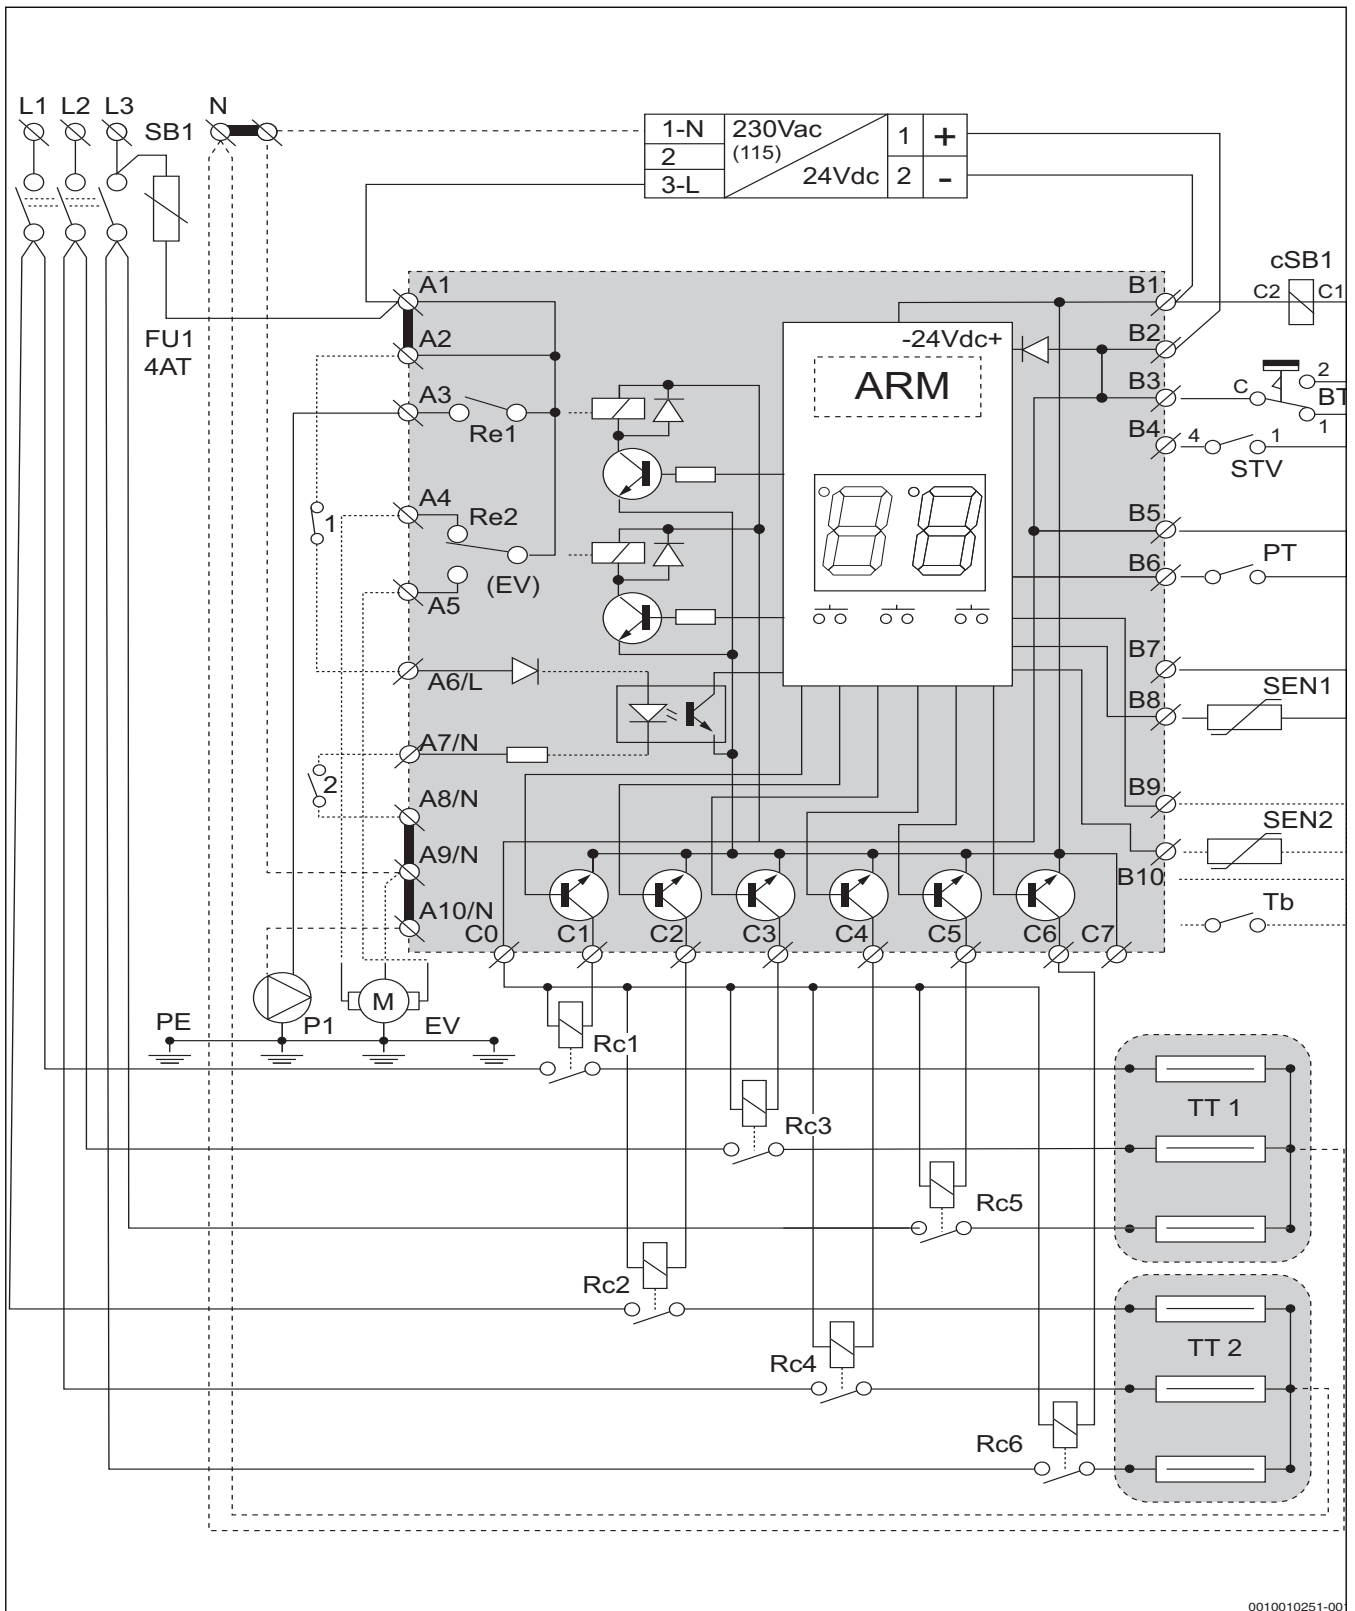 L1 L2 L3 N
SB1
1-N 230Vac 1 +
2 (115)
3-L 24Vdc 2 -
cSB1
A1 B1 C2 C1
FU1 A2 B2
4AT
-24Vdc+
ARM
A3 B3 C 2
BT
Re1 1
B4 4 1
STV
A4 Re2 B5
1
(EV) B6 PT
A5
A6/L B7
B8 SEN1
A7/N
2
A8/N B9
SEN2
A9/N
B10
A10/N Tb
C0 C1 C2 C3 C4 C5 C6 C7
M
PE P1 EV
Rc1
TT 1
Rc3
Rc5
Rc2
TT 2
Rc4
Rc6
0010010251-001